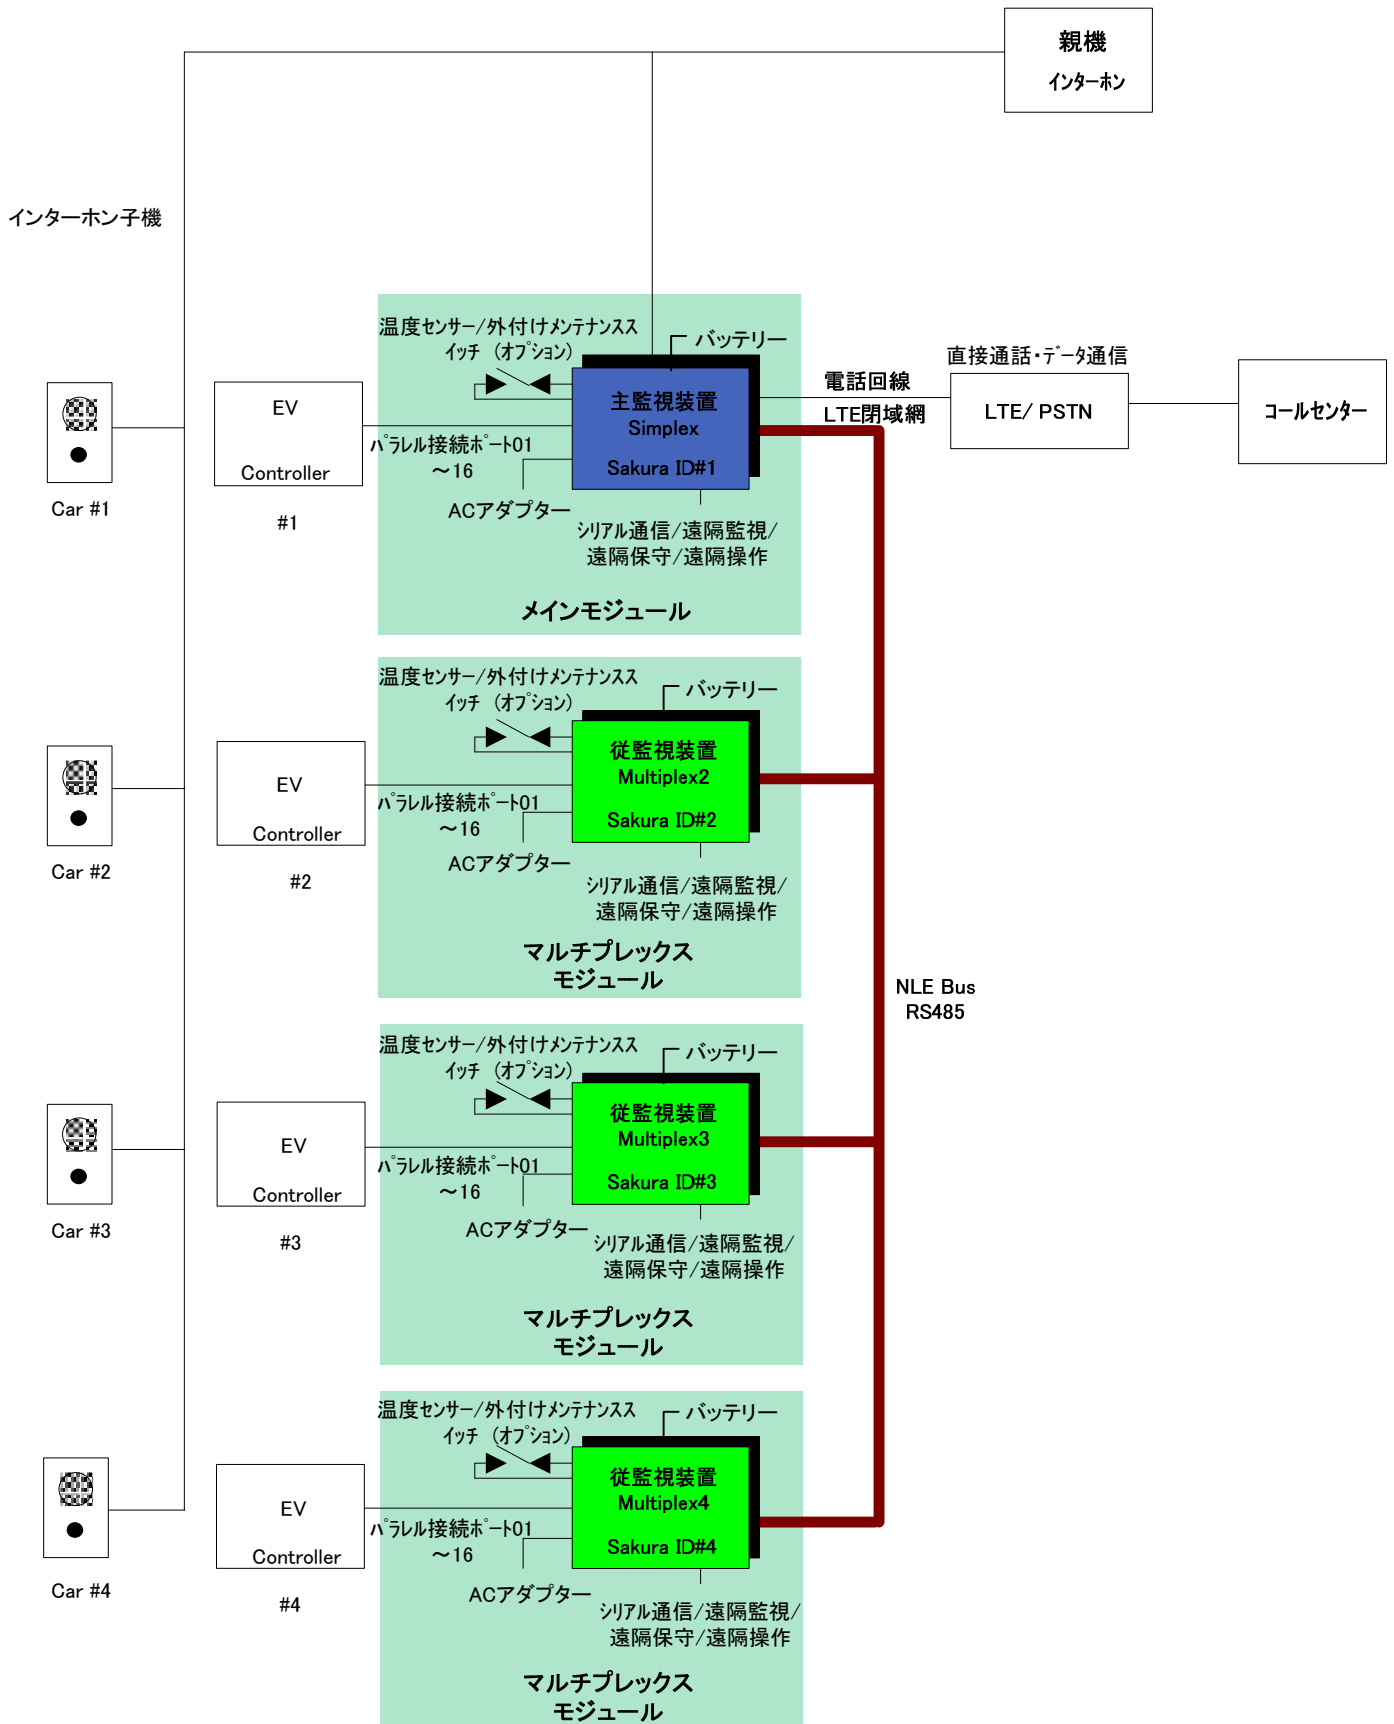 親機
インターホン
インターホン子機
温度センサー/外付けメンテナンスス
イッチ (オプション)
バッテリー
主監視装置
Simplex
Sakura ID#1
電話回線
LTE閉域網
直接通話・データ通信
LTE/ PSTN
コールセンター
EV
Controller
#1
Car #1
パラレル接続ポート01
～16
ACアダプター
シリアル通信/遠隔監視/
遠隔保守/遠隔操作
メインモジュール
温度センサー/外付けメンテナンスス
イッチ (オプション)
バッテリー
従監視装置
Multiplex2
Sakura ID#2
EV
Controller
#2
Car #2
パラレル接続ポート01
～16
ACアダプター
シリアル通信/遠隔監視/
遠隔保守/遠隔操作
マルチプレックス
モジュール
NLE Bus
RS485
温度センサー/外付けメンテナンスス
イッチ (オプション)
バッテリー
従監視装置
Multiplex3
Sakura ID#3
EV
Controller
#3
Car #3
パラレル接続ポート01
～16
ACアダプター
シリアル通信/遠隔監視/
遠隔保守/遠隔操作
マルチプレックス
モジュール
温度センサー/外付けメンテナンスス
イッチ (オプション)
バッテリー
従監視装置
Multiplex4
Sakura ID#4
EV
Controller
#4
Car #4
パラレル接続ポート01
～16
ACアダプター
シリアル通信/遠隔監視/
遠隔保守/遠隔操作
マルチプレックス
モジュール